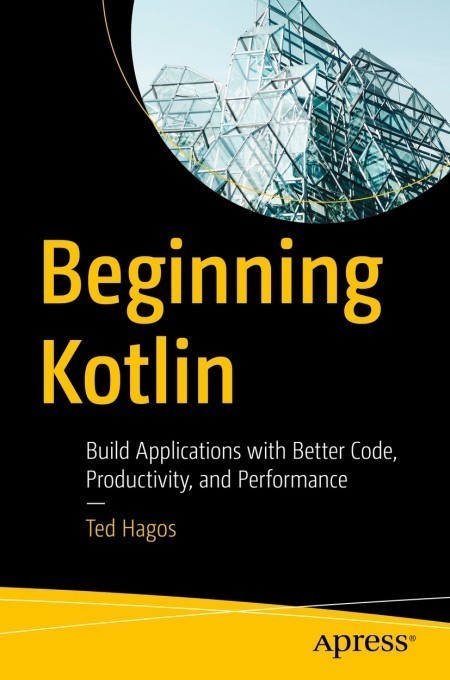 Beginning
Kotlin
Build Applications with Better Code,
Productivity, and Performance
—
Ted Hagos
Apress®